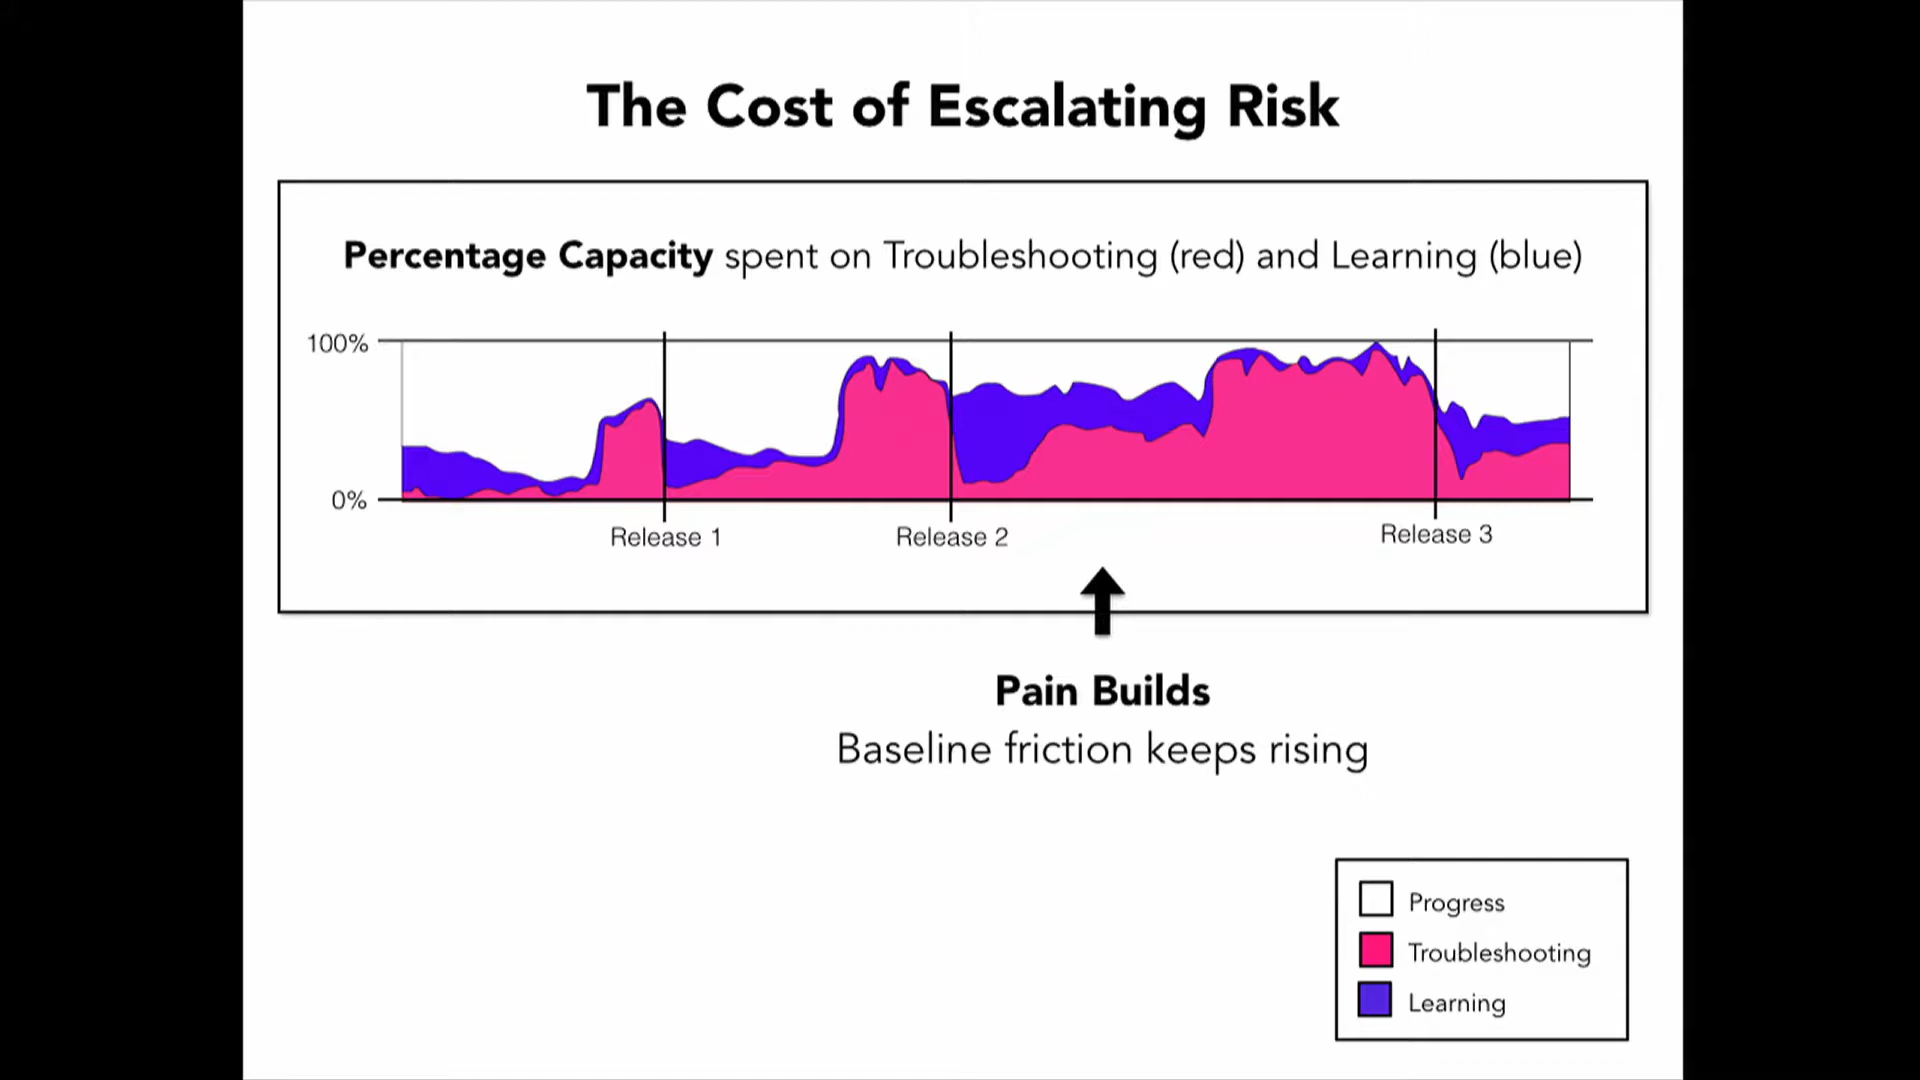 The Cost of Escalating Risk
Percentage Capacity spent on Troubleshooting (red) and Learning (blue)
100%
0%
Release 1
Release 2
Release 3
Pain Builds
Baseline friction keeps rising
Progress
Troubleshooting
Learning